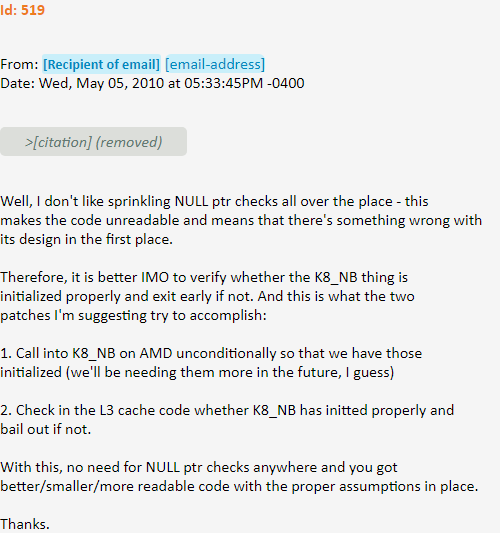 Id: 519
From: [Recipient of email] [email-address]
Date: Wed, May 05, 2010 at 05:33:45PM -0400
>[citation] (removed)
Well, I don't like sprinkling NULL ptr checks all over the place - this
makes the code unreadable and means that there's something wrong with
its design in the first place.
Therefore, it is better IMO to verify whether the K8_NB thing is
initialized properly and exit early if not. And this is what the two
patches I'm suggesting try to accomplish:
1. Call into K8_NB on AMD unconditionally so that we have those
initialized (we'll be needing them more in the future, I guess)
2. Check in the L3 cache code whether K8_NB has initted properly and
bail out if not.
With this, no need for NULL ptr checks anywhere and you got
better/smaller/more readable code with the proper assumptions in place.
Thanks.